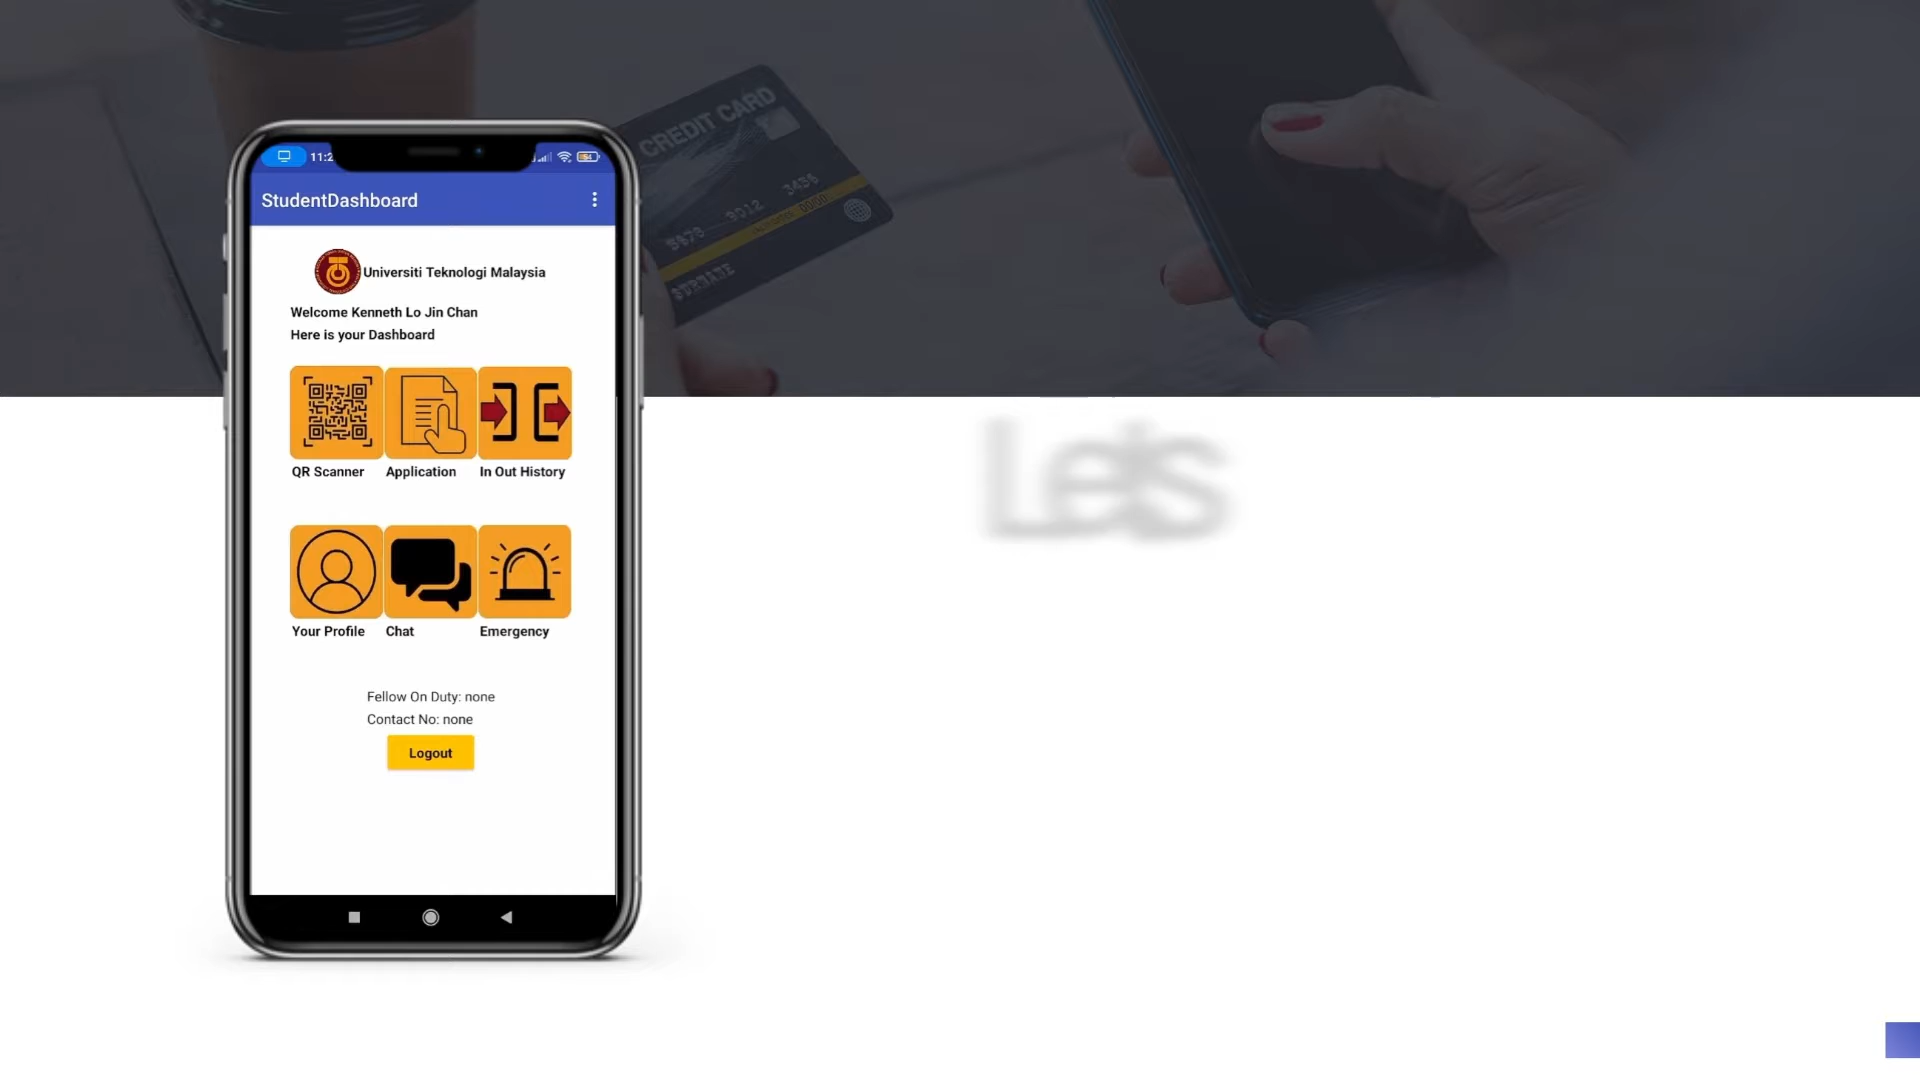 CREDIT CARD
11:2
54
StudentDashboard
Universiti Teknologi Malaysia
Welcome Kenneth Lo Jin Chan
Here is your Dashboard
QR Scanner
Application
In Out History
Your Profile
Chat
Emergency
Fellow On Duty: none
Contact No: none
Logout